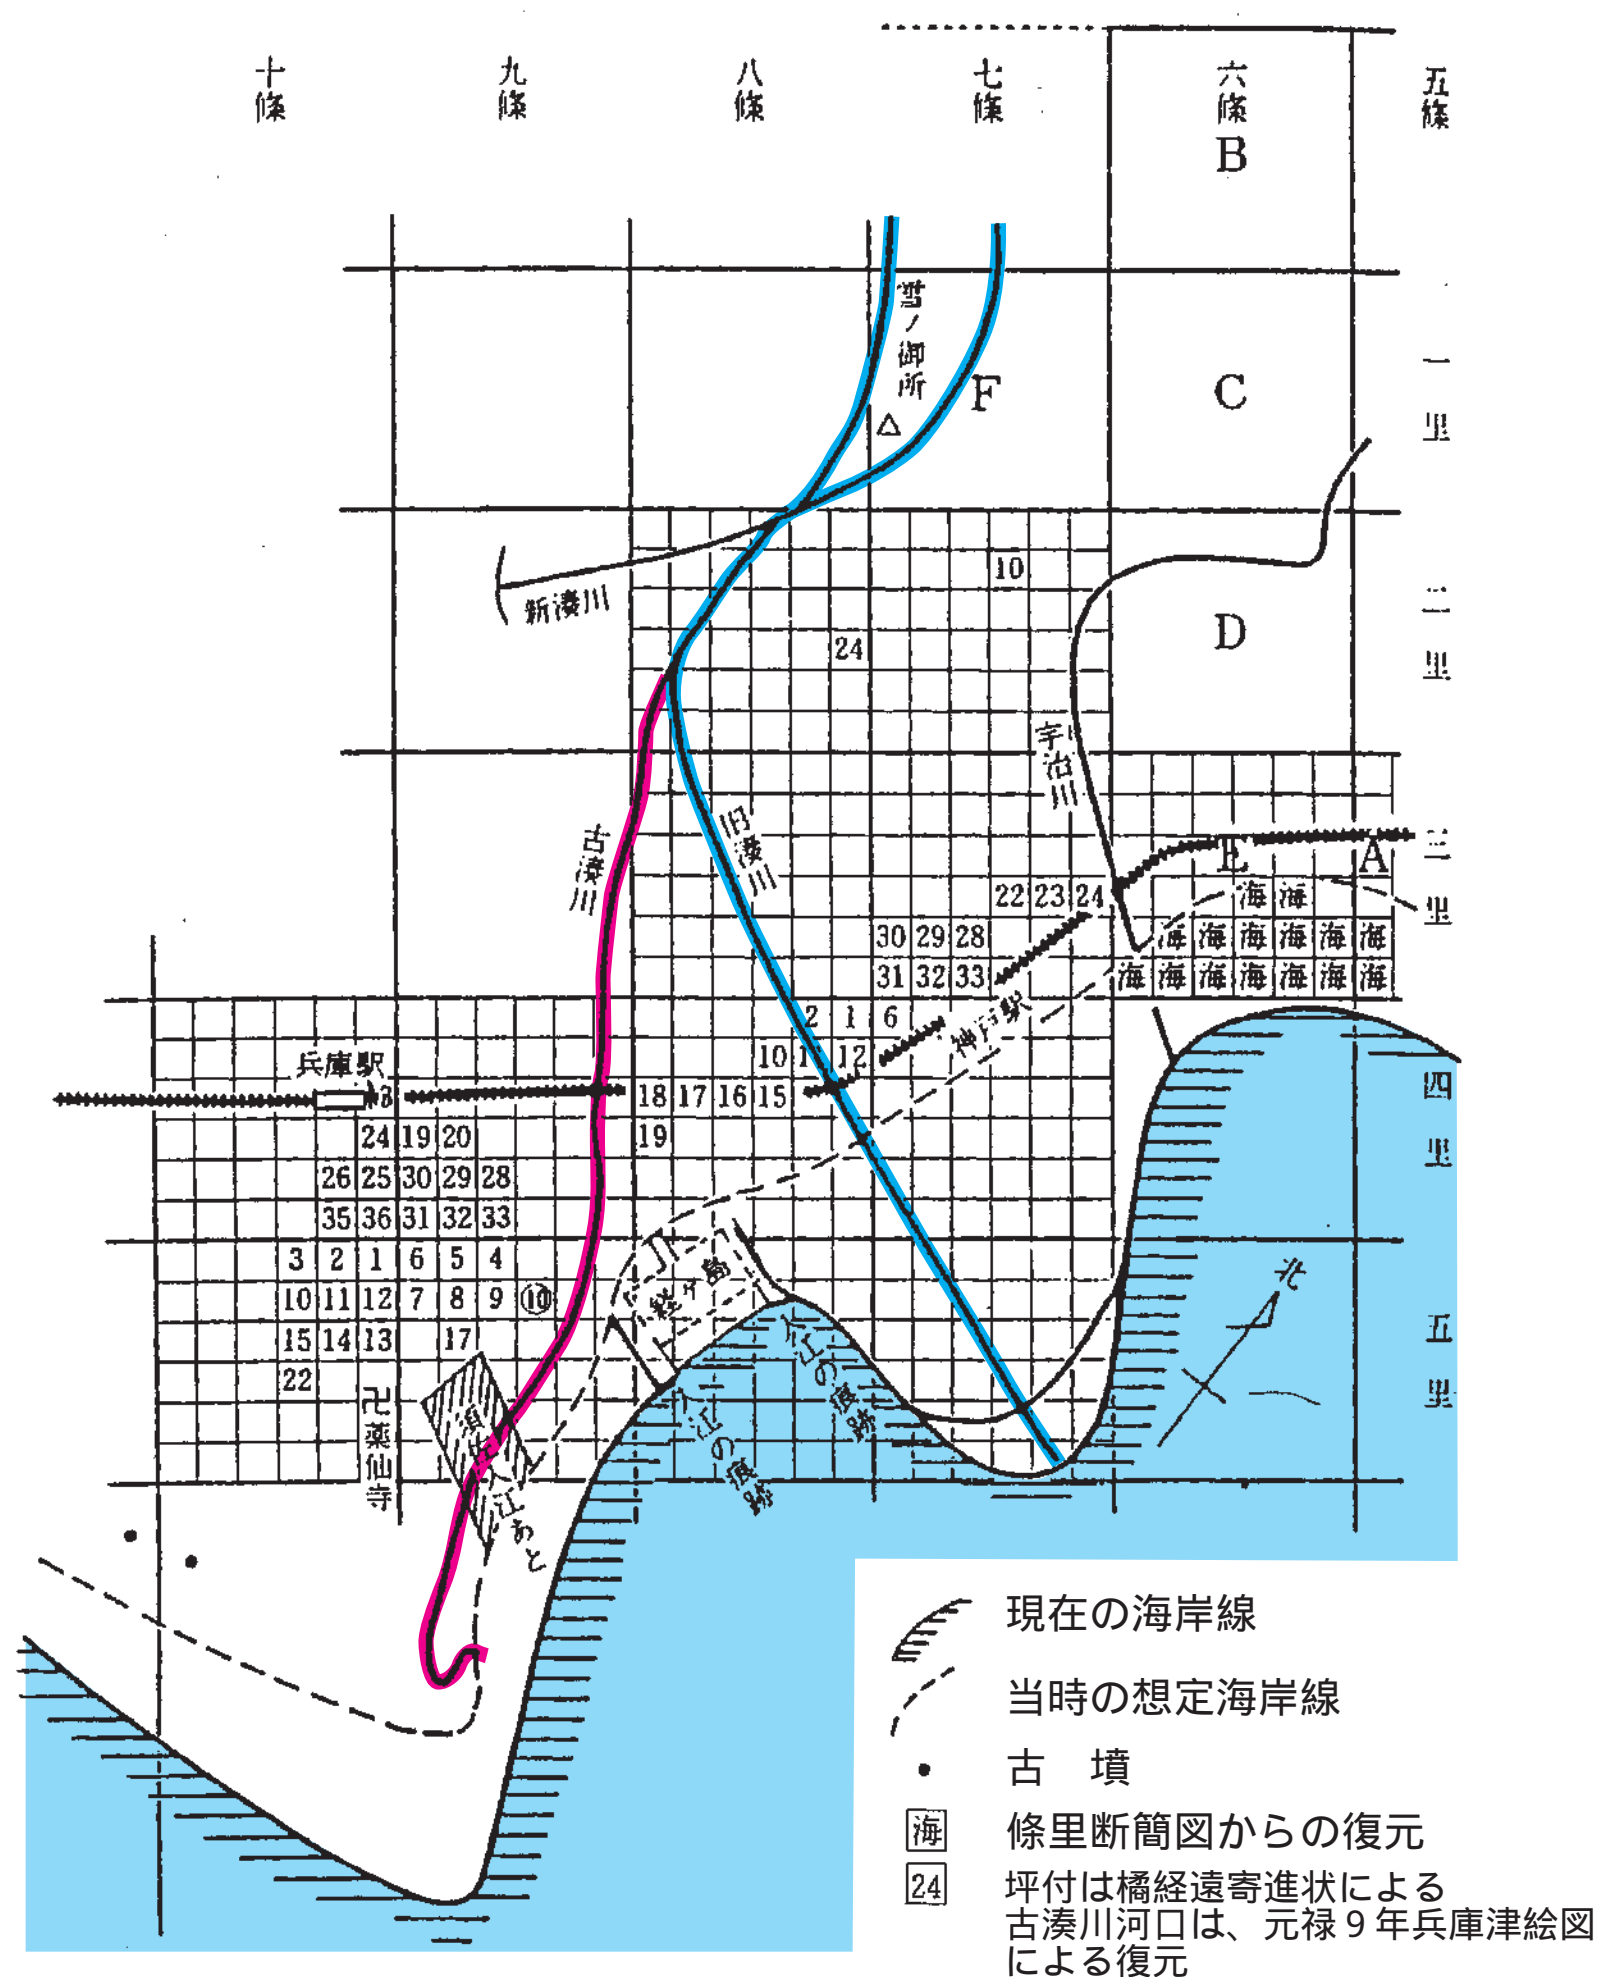 十條
九條
八條
七條
六條
五條
B
雪ノ御所
F
C
一里
新湊川
10
24
D
二里
宇治川
古湊川
旧湊川
E
A
三里
22 23 24
海 海
30 29 28
海 海 海 海 海 海
31 32 33
海 海 海 海 海 海 海
2 1 6
神戸駅
10 11 12
兵庫駅
18 17 16 15
四里
24 19 20
19
26 25 30 29 28
35 36 31 32 33
3 2 1 6 5 4
経ヶ島
北
10 11 12 7 8 9 ⑩
15 14 13 17
入江の痕跡
五里
22
卍薬仙寺
入江の痕跡
入江あと
現在の海岸線
当時の想定海岸線
古 墳
海 條里断簡図からの復元
24 坪付は橘経遠寄進状による
古湊川河口は、元禄9年兵庫津絵図
による復元